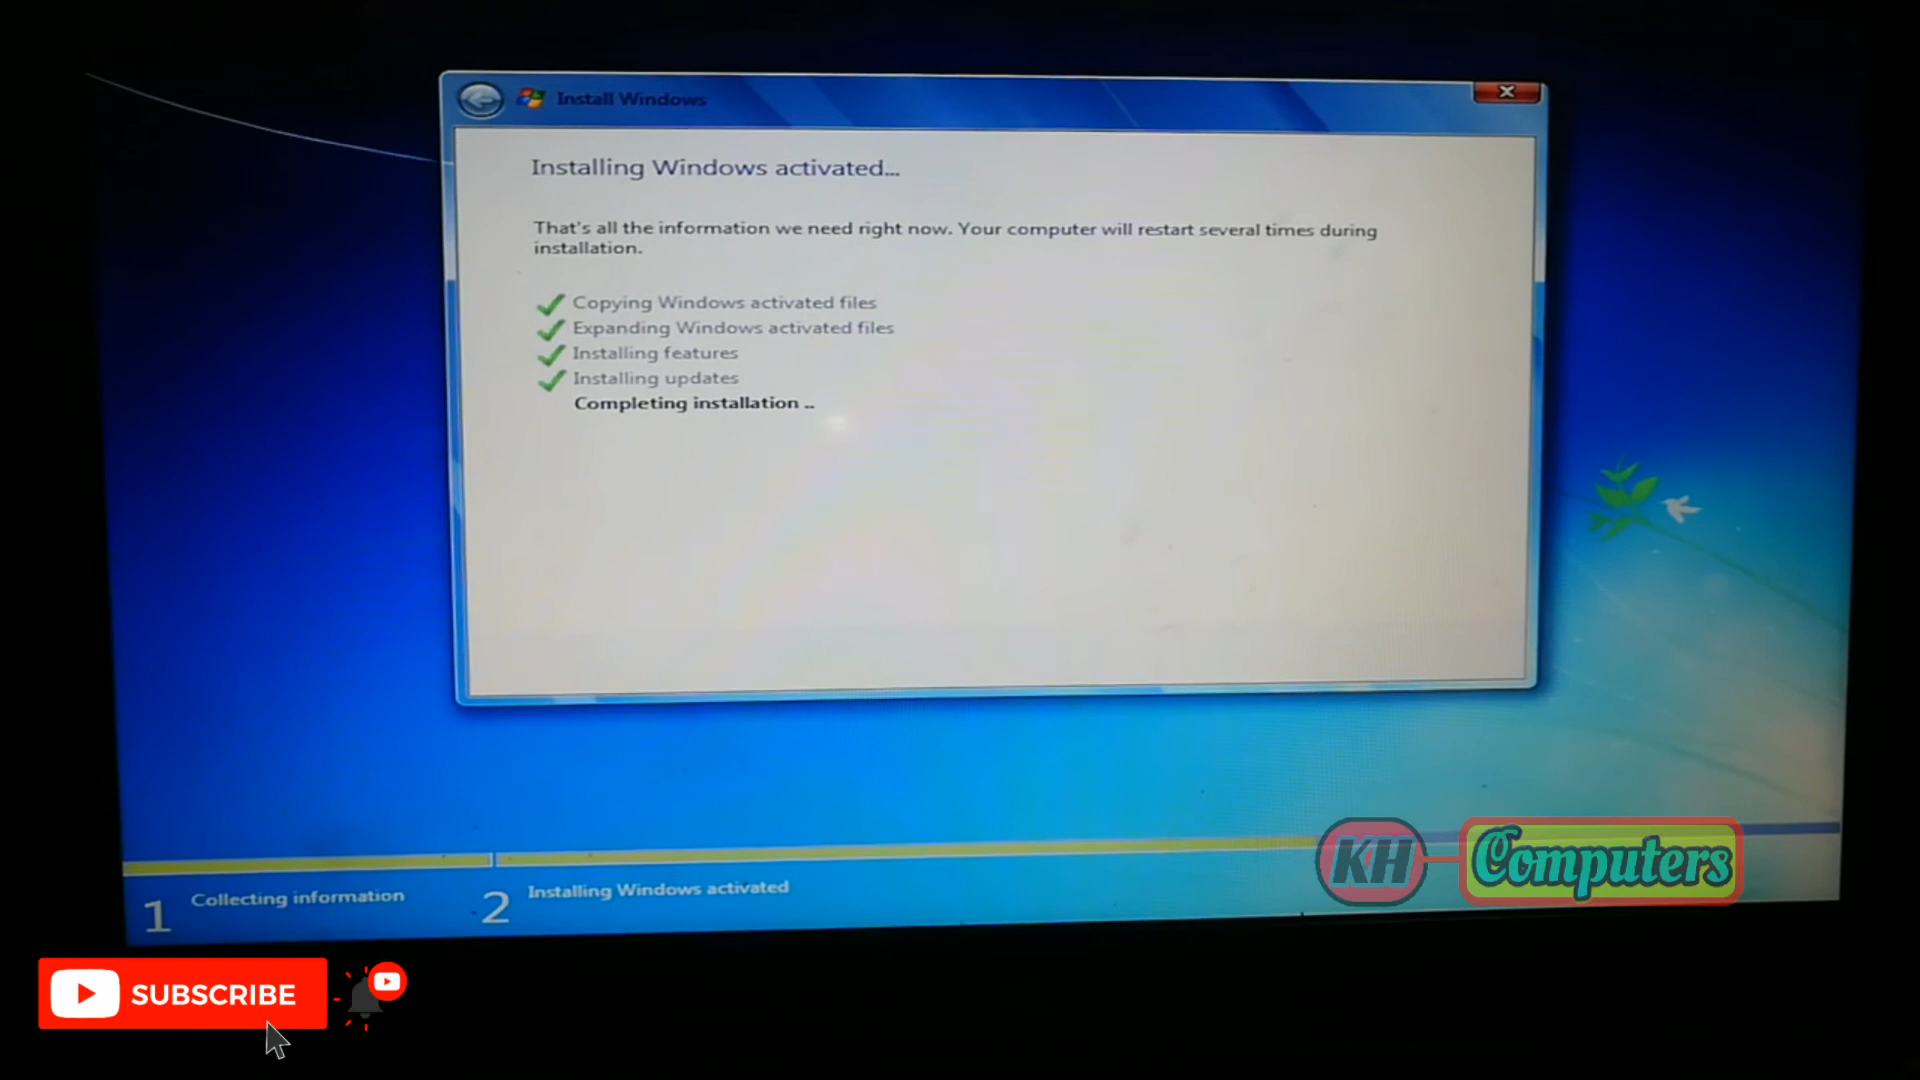 Install Windows
Installing Windows activated...
That's all the information we need right now. Your computer will restart several times during
installation.
Copying Windows activated files
Expanding Windows activated files
Installing features
Installing updates
Completing installation ..
KH Computers
1 Collecting information
2 Installing Windows activated
SUBSCRIBE